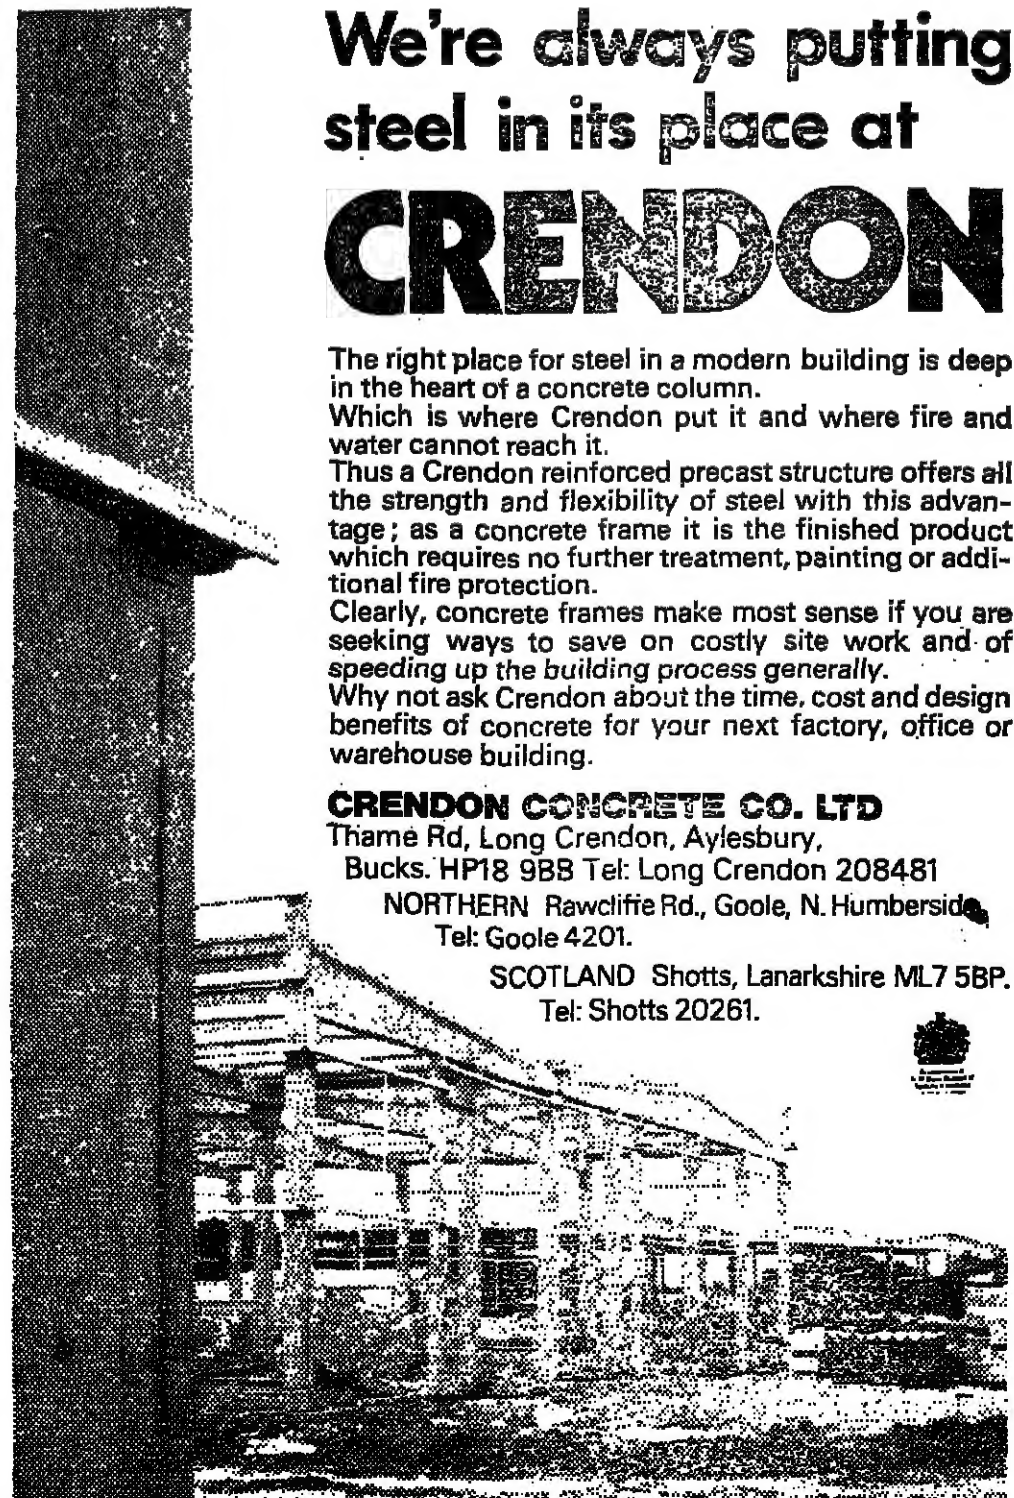 We're always putting
steel in its place at
CRENDON
The right place for steel in a modern building is deep
in the heart of a concrete column.
Which is where Crendon put it and where fire and
water cannot reach it.
Thus a Crendon reinforced precast structure offers all
the strength and flexibility of steel with this advan-
tage; as a concrete frame it is the finished product
which requires no further treatment, painting or addi-
tional fire protection.
Clearly, concrete frames make most sense if you are
seeking ways to save on costly site work and of
speeding up the building process generally.
Why not ask Crendon about the time, cost and design
benefits of concrete for your next factory, office or
warehouse building.
CRENDON CONCRETE CO. LTD
Thame Rd, Long Crendon, Aylesbury,
Bucks. HP18 9BB Tel: Long Crendon 208481
NORTHERN Rawcliffe Rd., Goole, N. Humberside,
Tel: Goole 4201.
SCOTLAND Shotts, Lanarkshire ML7 5BP.
Tel: Shotts 20261.